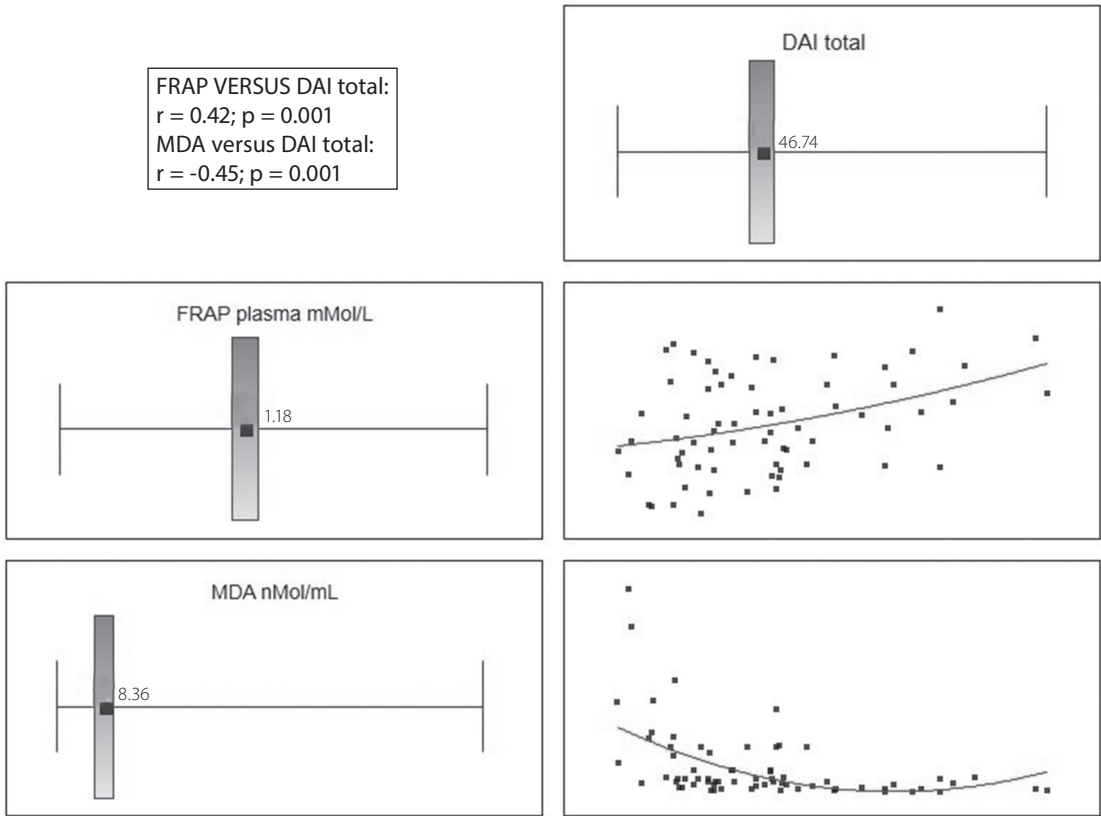 FRAP VERSUS DAI total:
r = 0.42; p = 0.001
MDA versus DAI total:
r = -0.45; p = 0.001
DAI total
46.74
FRAP plasma mMol/L
1.18
MDA nMol/mL
8.36